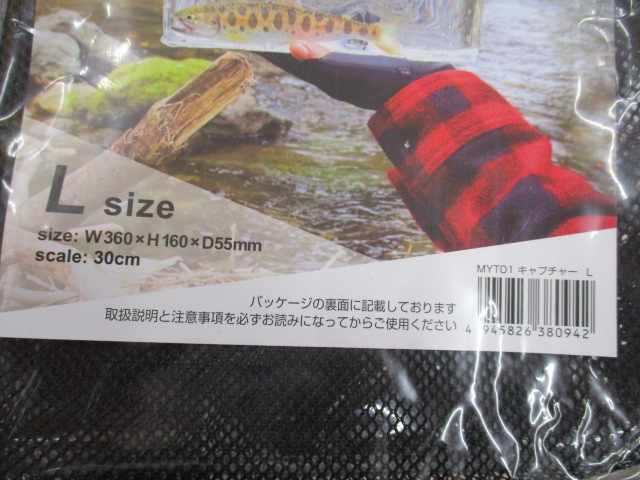 L size
size: W360×H160×D55mm
scale: 30cm
MYT01 キャプチャー L
パッケージの裏面に記載しております
取扱説明と注意事項を必ずお読みになってからご使用ください
4 945826 380942